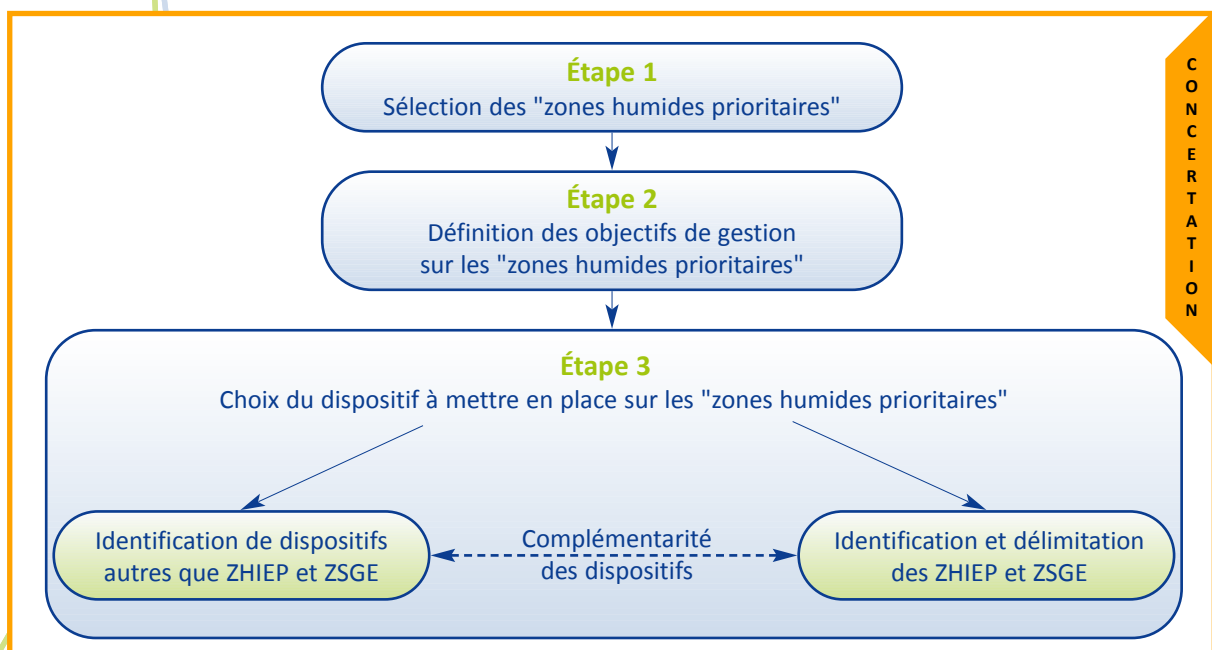 Étape 1
Sélection des "zones humides prioritaires"
Étape 2
Définition des objectifs de gestion
sur les "zones humides prioritaires"
Étape 3
Choix du dispositif à mettre en place sur les "zones humides prioritaires"
Identification de dispositifs
autres que ZHIEP et ZSGE
Complémentarité
des dispositifs
Identification et délimitation
des ZHIEP et ZSGE
CONCERTATION